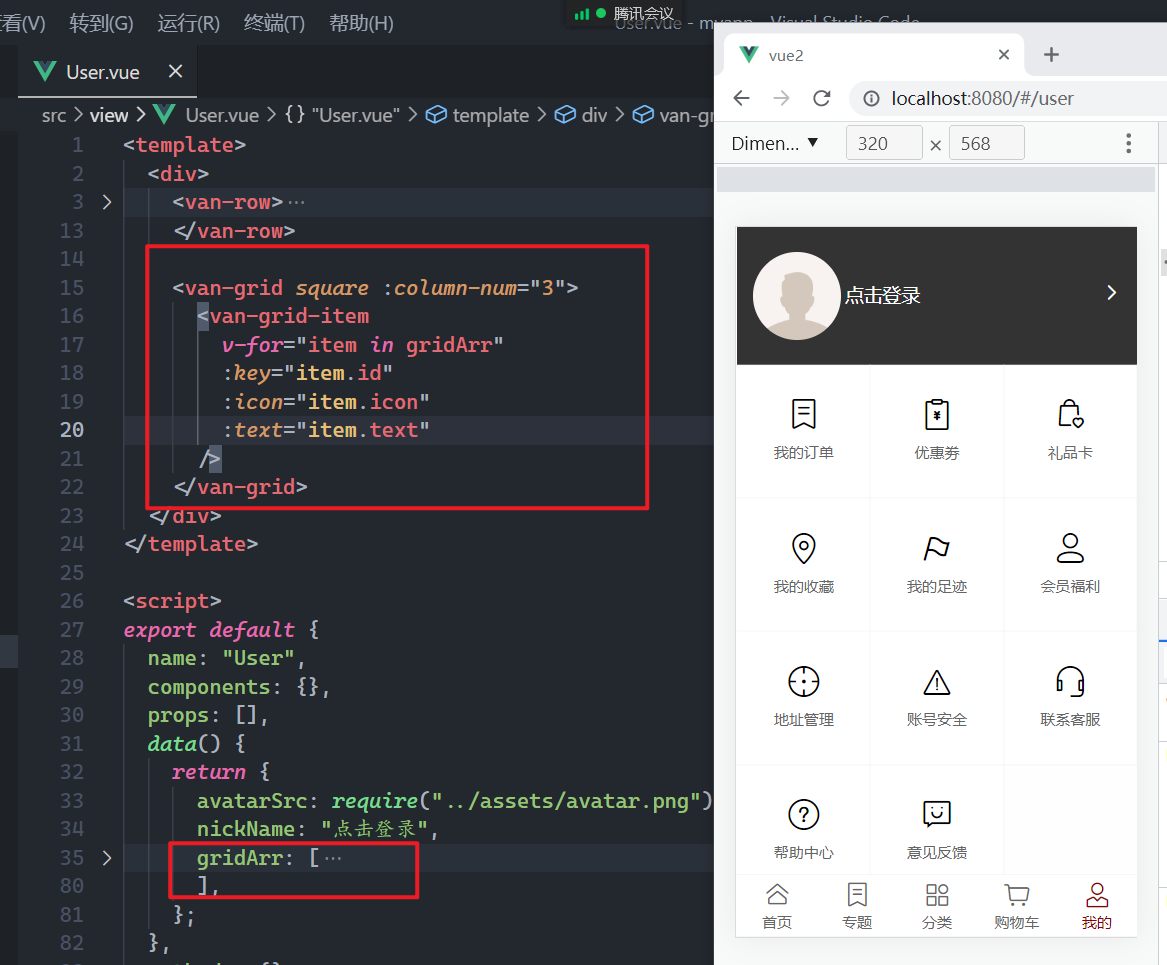 查看(V) 转到(G) 运行(R) 终端(T) 帮助(H)
腾讯会议
User.vue - myapp - Visual Studio Code
User.vue
src > view > User.vue > {} "User.vue" > template > div > van-gr
1 <template>
2 <div>
3 <van-row>…
13 </van-row>
14
15 <van-grid square :column-num="3">
16 <van-grid-item
17 v-for="item in gridArr"
18 :key="item.id"
19 :icon="item.icon"
20 :text="item.text"
21 />
22 </van-grid>
23 </div>
24 </template>
25
26 <script>
27 export default {
28 name: "User",
29 components: {},
30 props: [],
31 data() {
32 return {
33 avatarSrc: require("../assets/avatar.png")
34 nickName: "点击登录",
35 gridArr: […
80 ],
81 };
82 },
vue2
localhost:8080/#/user
Dimen... ▼ 320 × 568
点击登录
我的订单 优惠劵 礼品卡
我的收藏 我的足迹 会员福利
地址管理 账号安全 联系客服
帮助中心 意见反馈
首页 专题 分类 购物车 我的